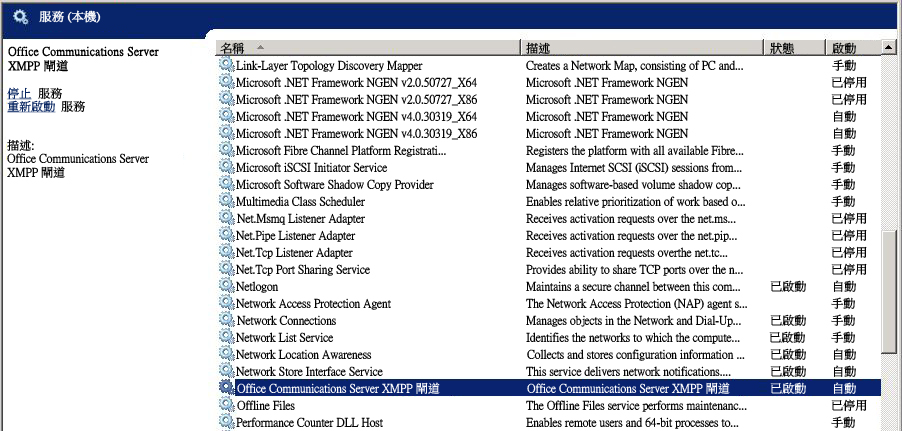 服務 (本機)
Office Communications Server
XMPP 閘道
停止 服務
重新啟動 服務
描述:
Office Communications Server
XMPP 閘道
名稱 描述 狀態 啟動
Link-Layer Topology Discovery Mapper Creates a Network Map, consisting of PC and... 手動
Microsoft .NET Framework NGEN v2.0.50727_X64 Microsoft .NET Framework NGEN 已停用
Microsoft .NET Framework NGEN v2.0.50727_X86 Microsoft .NET Framework NGEN 已停用
Microsoft .NET Framework NGEN v4.0.30319_X64 Microsoft .NET Framework NGEN 自動
Microsoft .NET Framework NGEN v4.0.30319_X86 Microsoft .NET Framework NGEN 自動
Microsoft Fibre Channel Platform Registrati... Registers the platform with all available Fibre... 手動
Microsoft iSCSI Initiator Service Manages Internet SCSI (iSCSI) sessions from... 手動
Microsoft Software Shadow Copy Provider Manages software-based volume shadow cop... 手動
Multimedia Class Scheduler Enables relative prioritization of work based o... 手動
Net.Msmq Listener Adapter Receives activation requests over the net.ms... 已停用
Net.Pipe Listener Adapter Receives activation requests over the net.pip... 已停用
Net.Tcp Listener Adapter Receives activation requests overthe net.tc... 已停用
Net.Tcp Port Sharing Service Provides ability to share TCP ports over the n... 已停用
Netlogon Maintains a secure channel between this com... 已啟動 自動
Network Access Protection Agent The Network Access Protection (NAP) agent s... 手動
Network Connections Manages objects in the Network and Dial-Up... 已啟動 手動
Network List Service Identifies the networks to which the compute... 已啟動 手動
Network Location Awareness Collects and stores configuration information ... 已啟動 自動
Network Store Interface Service This service delivers network notifications.... 已啟動 自動
Office Communications Server XMPP 閘道 Office Communications Server XMPP 閘道 已啟動 自動
Offline Files The Offline Files service performs maintenanc... 已停用
Performance Counter DLL Host Enables remote users and 64-bit processes to... 手動